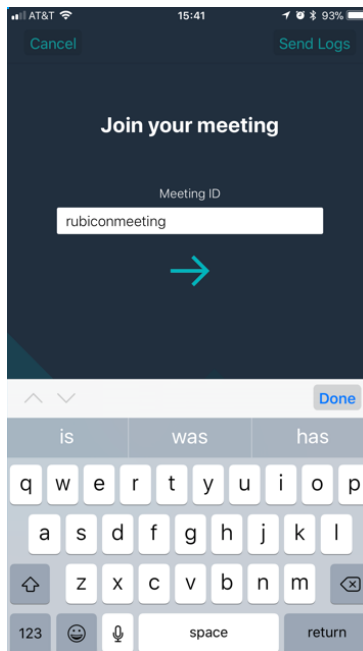 AT&T 15:41 93%
Cancel Send Logs
Join your meeting
Meeting ID
rubiconmeeting
Done
is was has
q w e r t y u i o p
a s d f g h j k l
z x c v b n m
123 space return